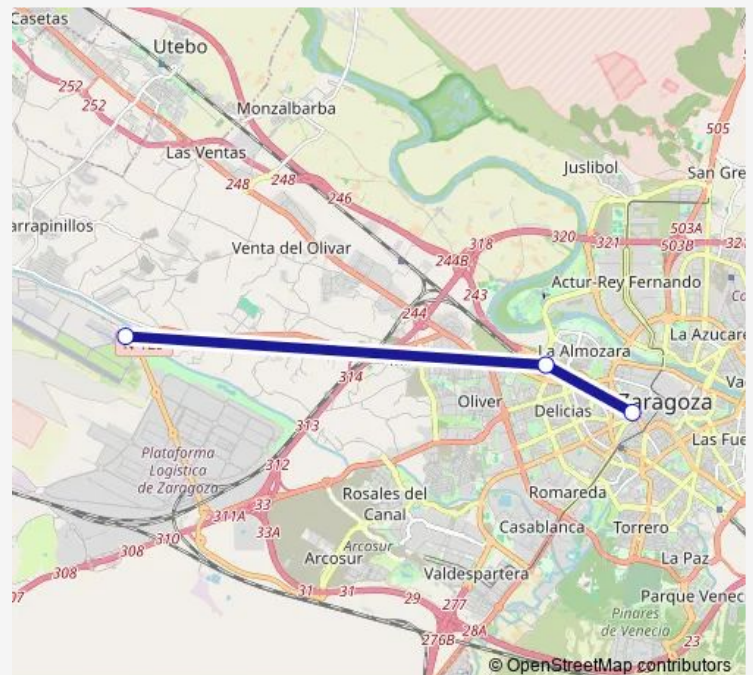 Casetas
Utebo
252
252
Monzalbarba
505
Las Ventas
Juslibol
San Gre
248
248
246
arrapinillos
503A
318
320
321
503B
Venta del Olivar
244B
Actur-Rey Fernando
243
244
La Azucare
La Almozara
314
Oliver
Zaragoza
Delicias
313
Las Fue
Plataforma
Logística
de Zaragoza
312
Rosales del
Canal
Romareda
33
311A
33A
Casablanca
Torrero
310
308
308
Arcosur
Arcosur
La Paz
Valdespartera
07
31
31
29
277
Parque Venec
28A
Pinares
de Venecia
276B
23
© OpenStreetMap contributors